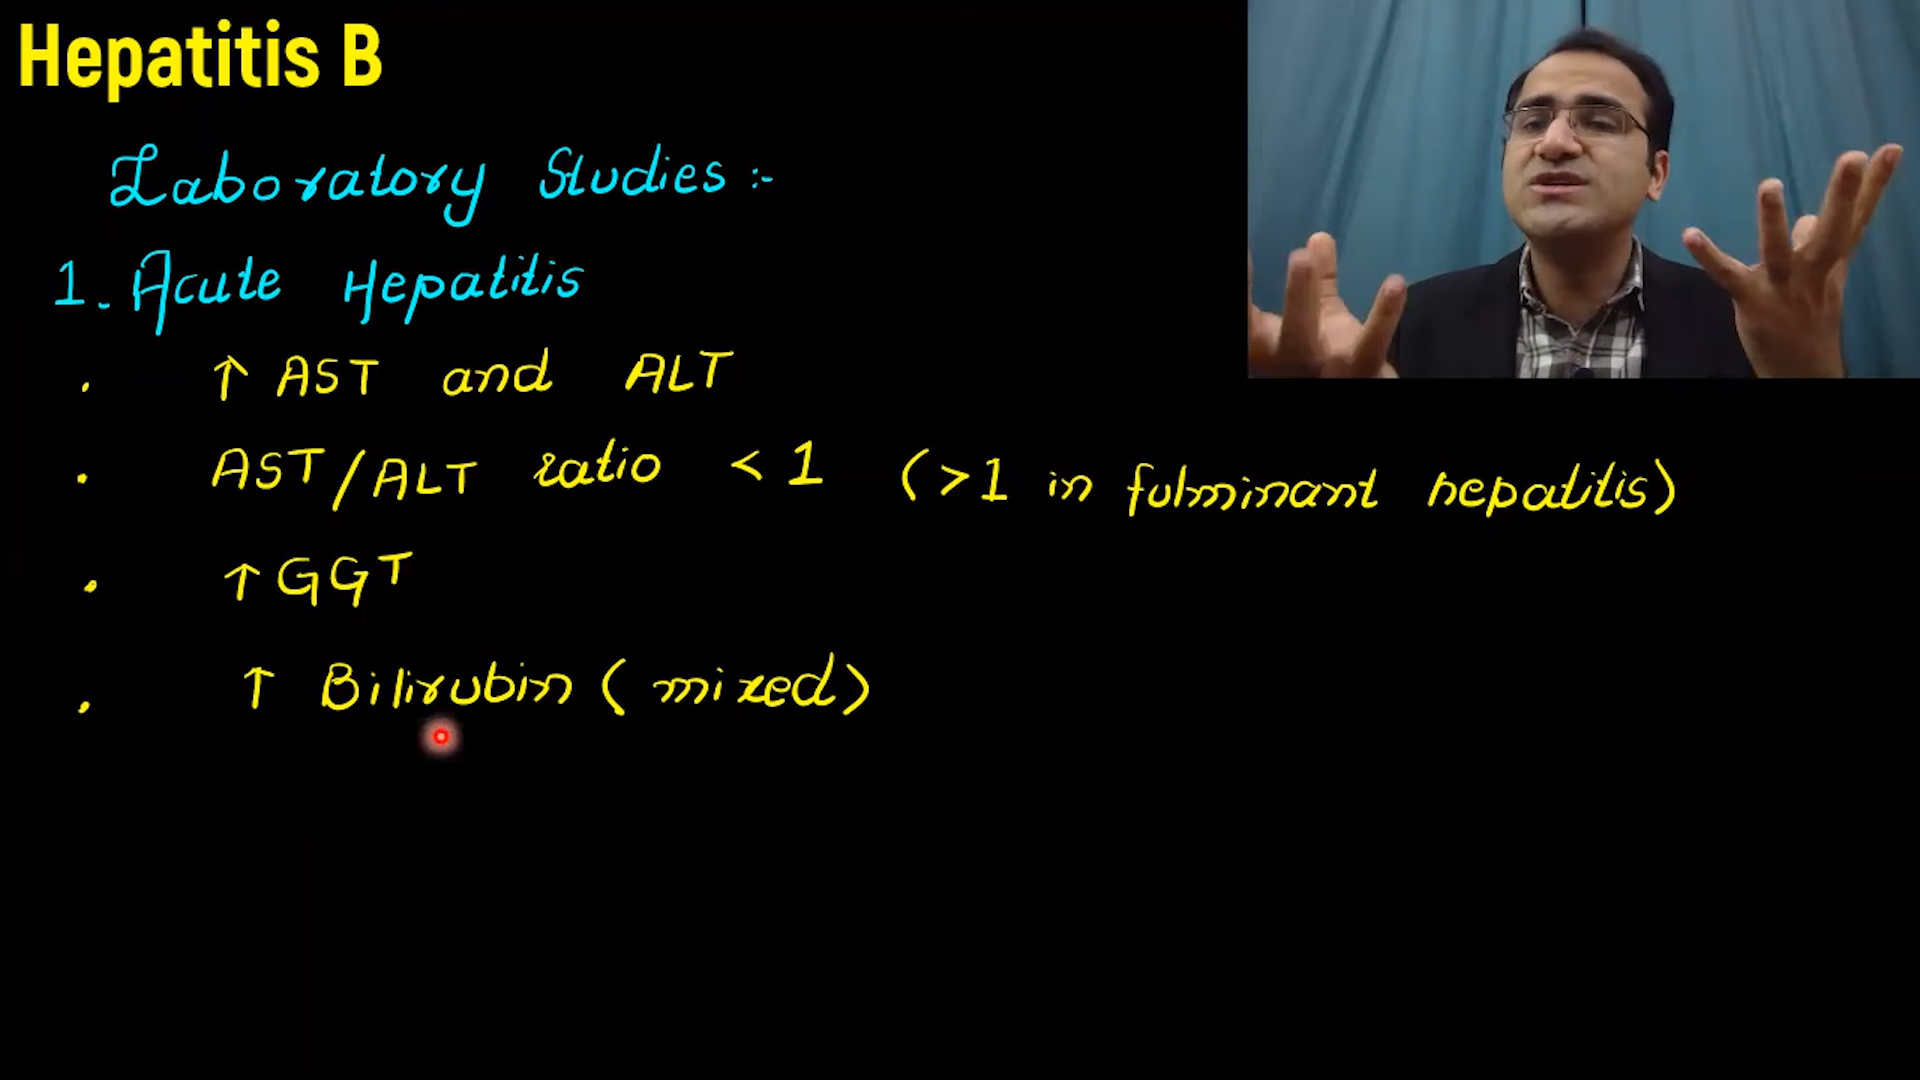 Hepatitis B
Laboratory Studies :-
1. Acute Hepatitis
. ↑ AST and ALT
. AST/ALT ratio < 1 (>1 in fulminant hepatitis)
. ↑ GGT
. ↑ Bilirubin (mixed)